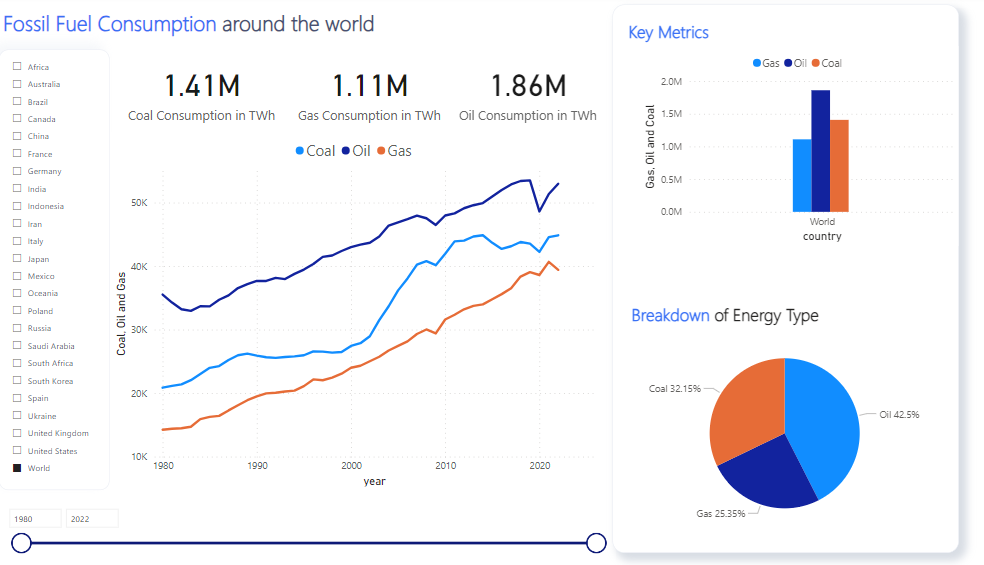 Fossil Fuel Consumption around the world
Africa
Australia
Brazil
Canada
China
France
Germany
India
Indonesia
Iran
Italy
Japan
Mexico
Oceania
Poland
Russia
Saudi Arabia
South Africa
South Korea
Spain
Ukraine
United Kingdom
United States
World
1980 2022
1.41M 1.11M 1.86M
Coal Consumption in TWh Gas Consumption in TWh Oil Consumption in TWh
Coal Oil Gas
Coal, Oil and Gas
50K
40K
30K
20K
10K
1980 1990 2000 2010 2020
year
Key Metrics
Gas Oil Coal
Gas, Oil and Coal
2.0M
1.5M
1.0M
0.5M
0.0M
World
country
Breakdown of Energy Type
Coal 32.15%
Oil 42.5%
Gas 25.35%